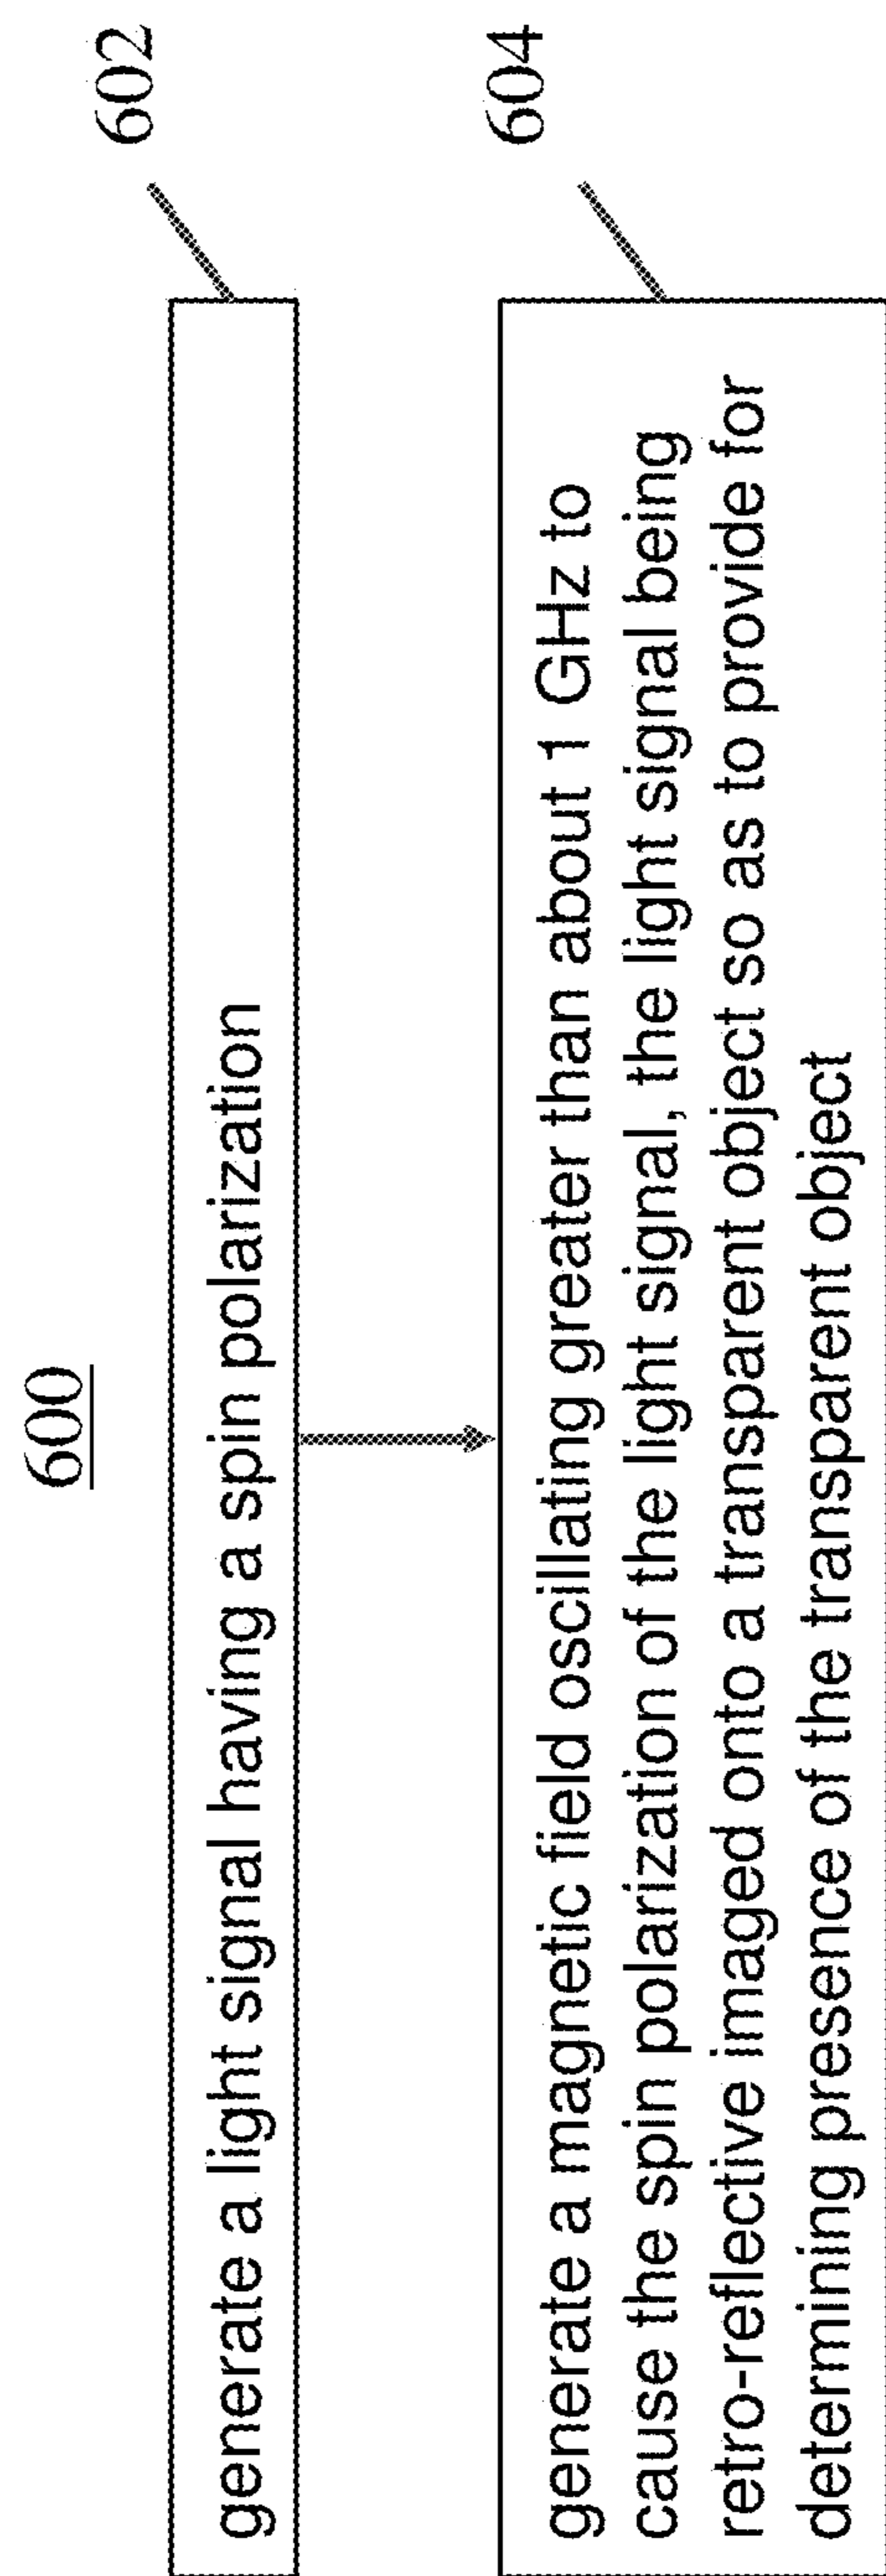 600
602
generate a light signal having a spin polarization
604
generate a magnetic field oscillating greater than about 1 GHz to
cause the spin polarization of the light signal, the light signal being
retro-reflective imaged onto a transparent object so as to provide for
determining presence of the transparent object